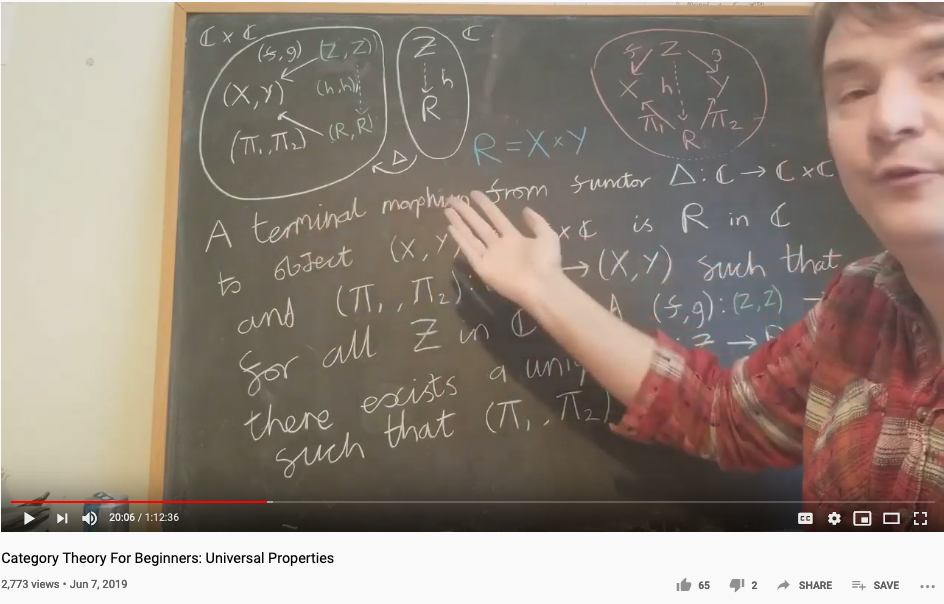 ℂ × ℂ
(f, g) (Z, Z)
(X, Y) (h, h)
(π₁, π₂) (R, R)
Δ
Z ℂ
h
R
R = X × Y
f Z g
X h Y
π₁ R π₂
A terminal morphism from functor Δ: ℂ → ℂ × ℂ
to object (X, Y × ℂ is R in ℂ
and (π₁, π₂): → (X, Y) such that
for all Z in ℂ (f, g): (Z, Z) →
there exists a uniq : Z → R
such that (π₁, π₂)
20:06 / 1:12:36
CC
Category Theory For Beginners: Universal Properties
2,773 views • Jun 7, 2019
65 2 SHARE SAVE